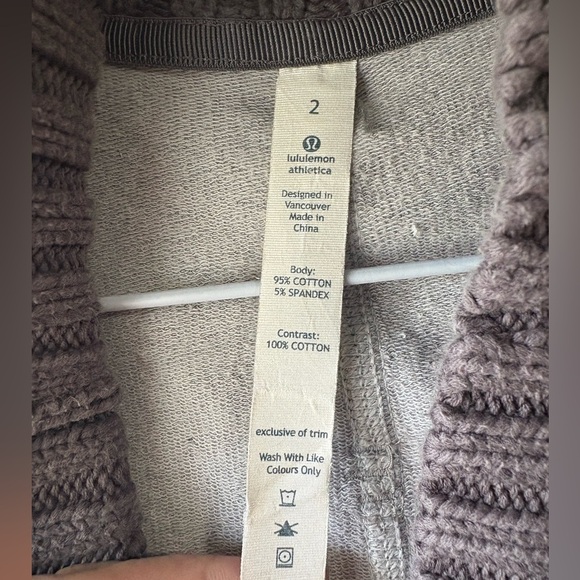 2
lululemon
athletica
Designed in
Vancouver
Made in
China
Body:
95% COTTON
5% SPANDEX
Contrast:
100% COTTON
exclusive of trim
Wash With Like
Colours Only